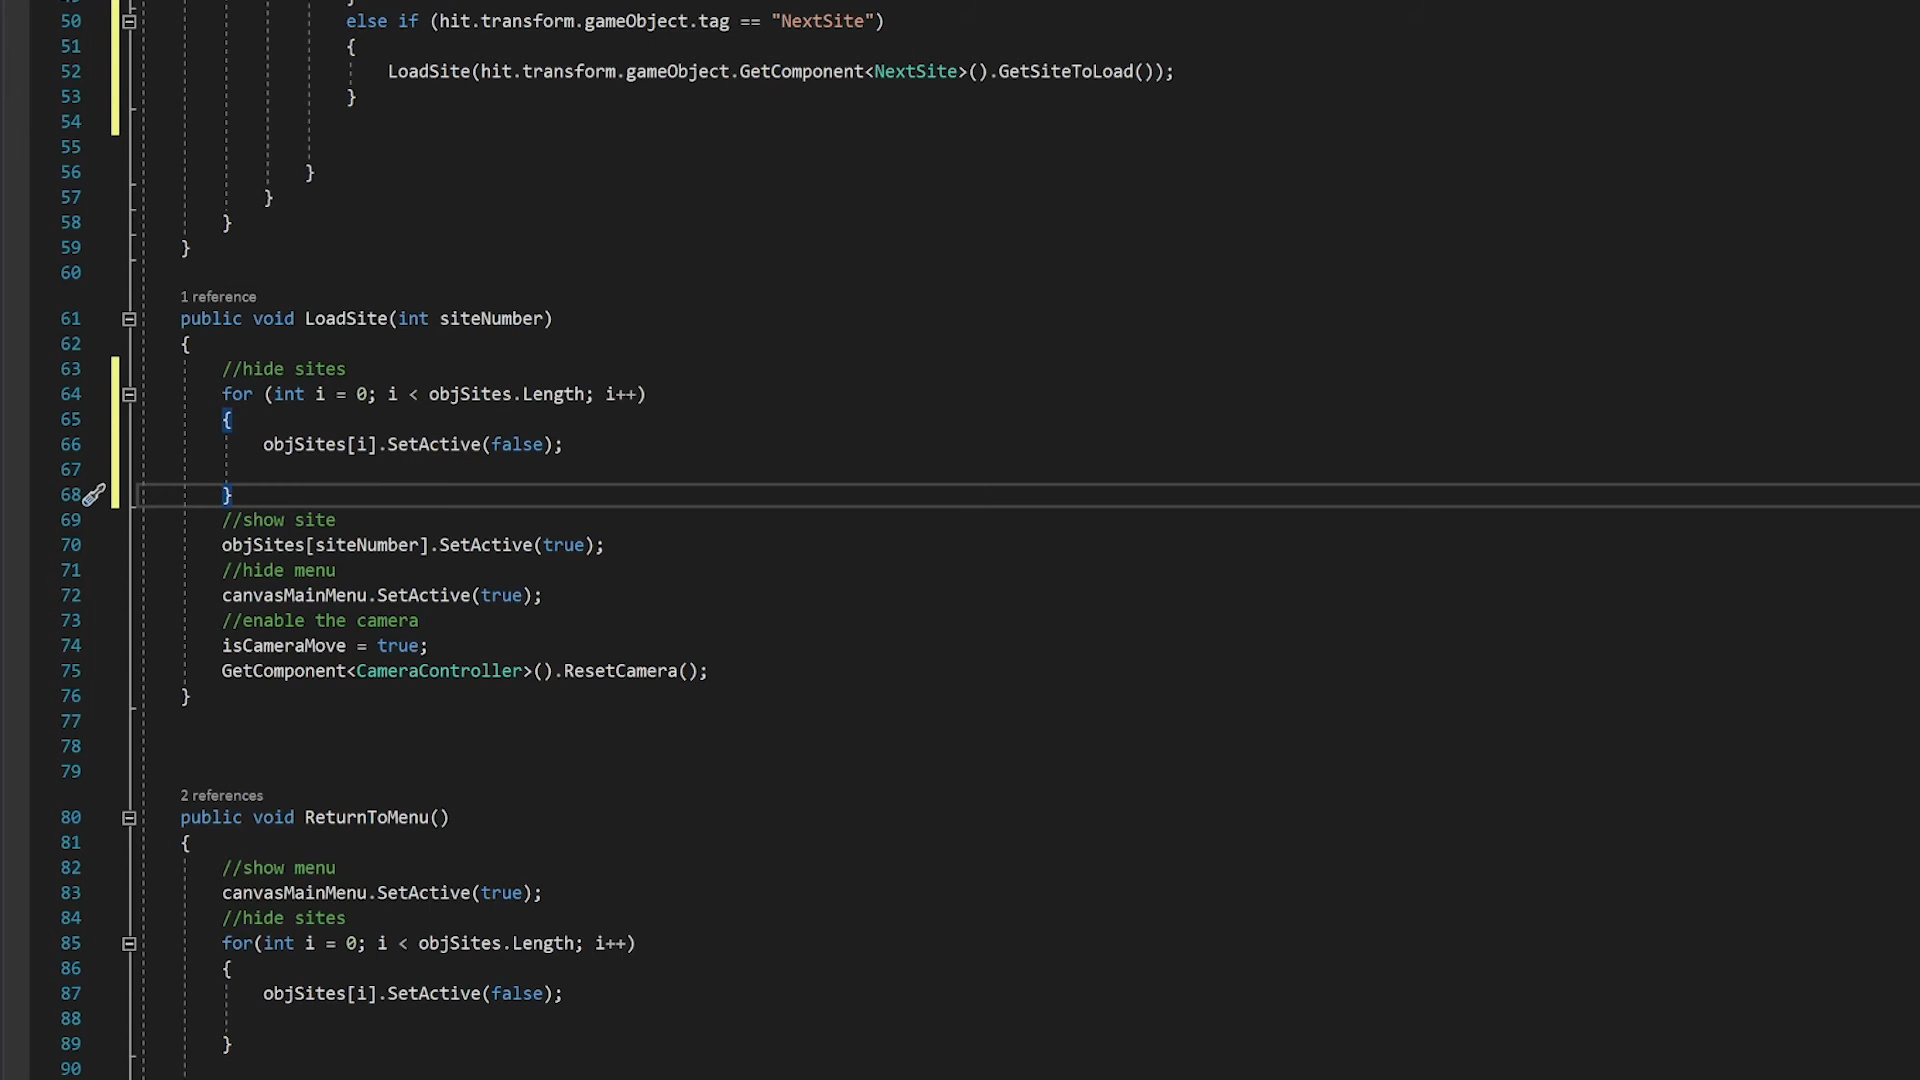 50 else if (hit.transform.gameObject.tag == "NextSite")
51 {
52 LoadSite(hit.transform.gameObject.GetComponent<NextSite>().GetSiteToLoad());
53 }
54
55
56 }
57 }
58 }
59 }
60
1 reference
61 public void LoadSite(int siteNumber)
62 {
63 //hide sites
64 for (int i = 0; i < objSites.Length; i++)
65 {
66 objSites[i].SetActive(false);
67
68 }
69 //show site
70 objSites[siteNumber].SetActive(true);
71 //hide menu
72 canvasMainMenu.SetActive(true);
73 //enable the camera
74 isCameraMove = true;
75 GetComponent<CameraController>().ResetCamera();
76 }
77
78
79
2 references
80 public void ReturnToMenu()
81 {
82 //show menu
83 canvasMainMenu.SetActive(true);
84 //hide sites
85 for(int i = 0; i < objSites.Length; i++)
86 {
87 objSites[i].SetActive(false);
88
89 }
90